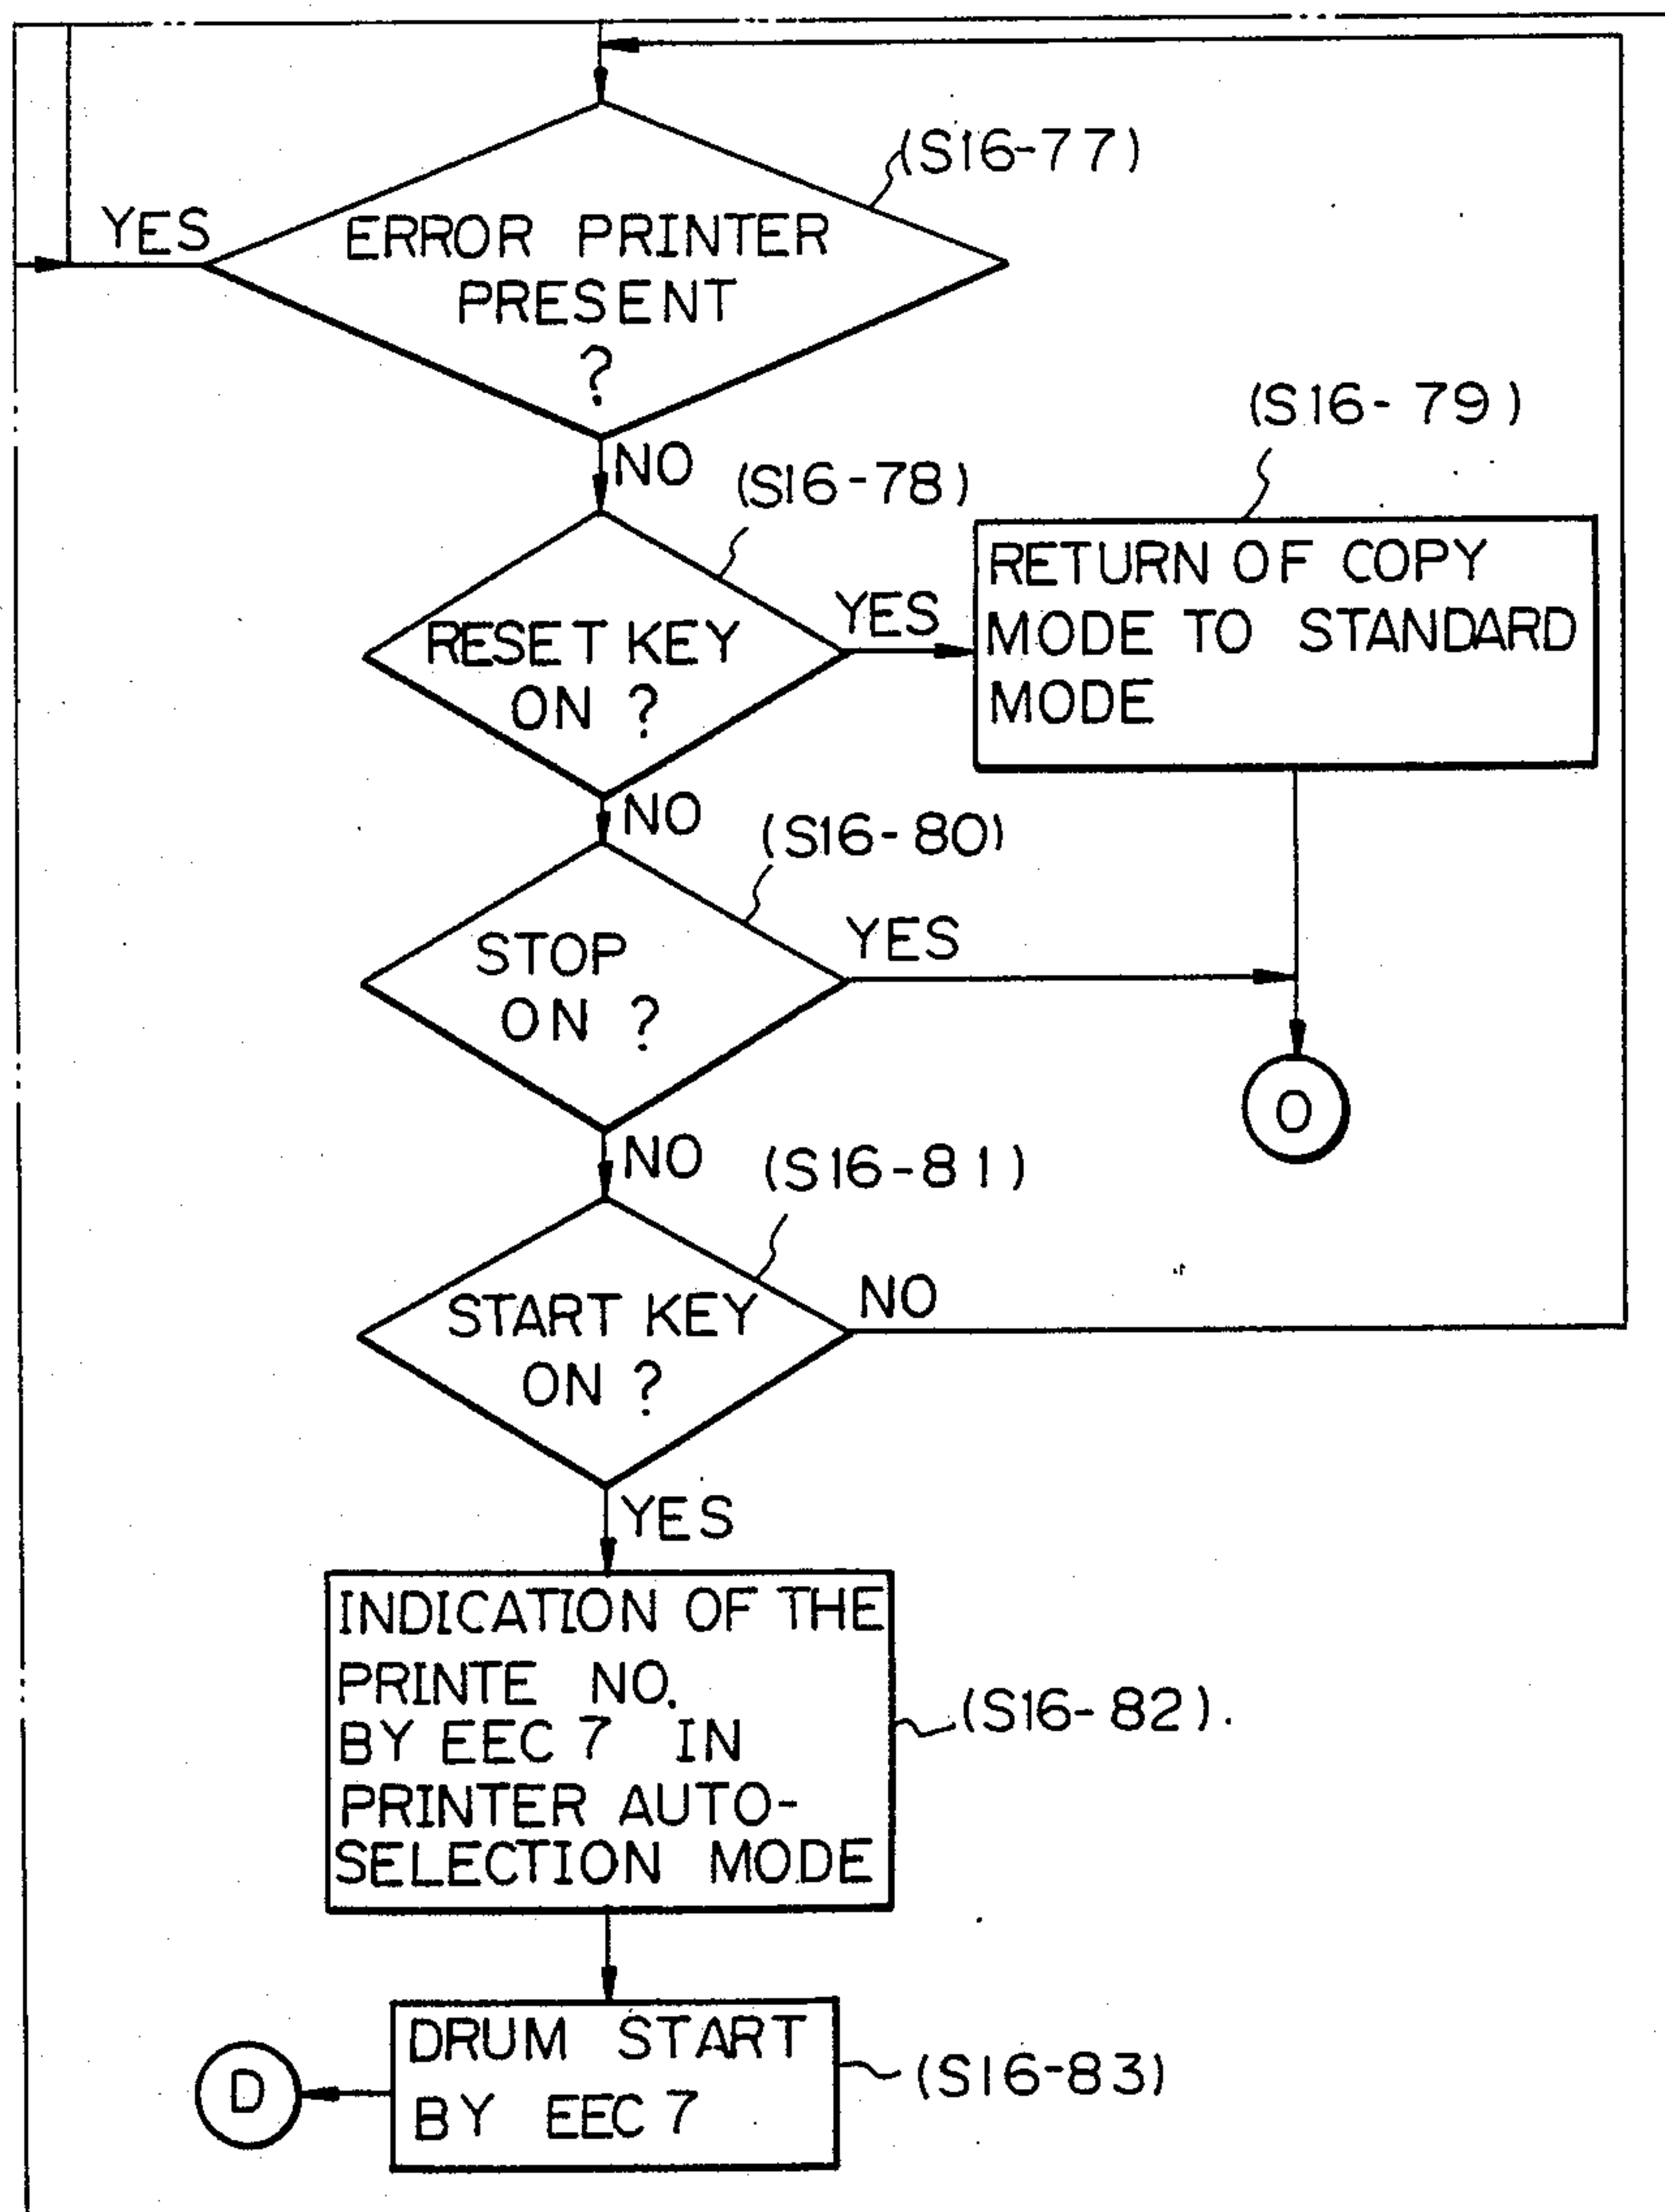 (S16-77)
YES
ERROR PRINTER
PRESENT
?
(S16-79)
NO
(S16-78)
RETURN OF COPY
MODE TO STANDARD
MODE
YES
RESET KEY
ON ?
NO
(S16-80)
YES
STOP
ON ?
O
NO
(S16-81)
NO
START KEY
ON ?
YES
INDICATION OF THE
PRINTE NO.
BY EEC 7 IN
PRINTER AUTO-
SELECTION MODE
(S16-82).
DRUM START
BY EEC 7
(S16-83)
D